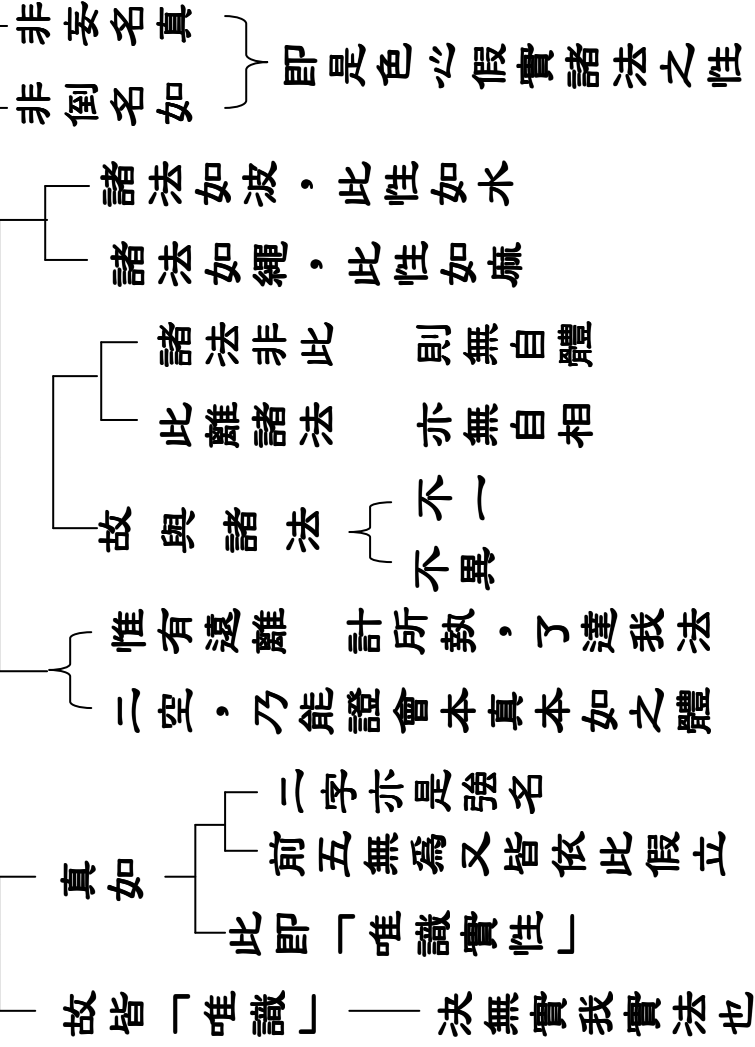 非妄名真
非倒名如
即是色心假實諸法之性
諸法如波，此性如水
諸法如繩，此性如麻
諸法非此　則無自體
此離諸法　亦無自相
故與諸法
不一
不異
惟有遠離　計所執，了達我法
二空，乃能證會本真本如之體
真如
二字亦是強名
前五無為又皆依此假立
此即「唯識實性」
故皆「唯識」
決無實我實法也